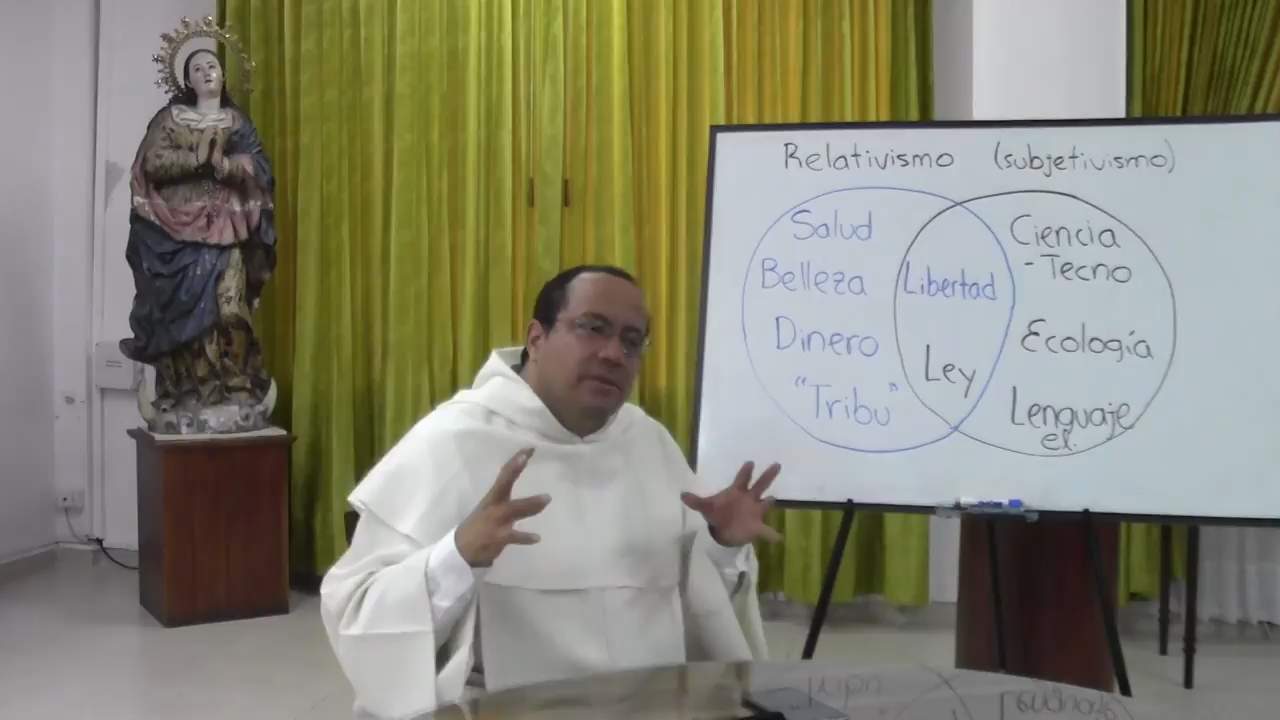 Relativismo (subjetivismo)
Salud
Belleza
Dinero
"Tribu"
Libertad
Ley
Ciencia
- Tecno
Ecología
Lenguaje
el.